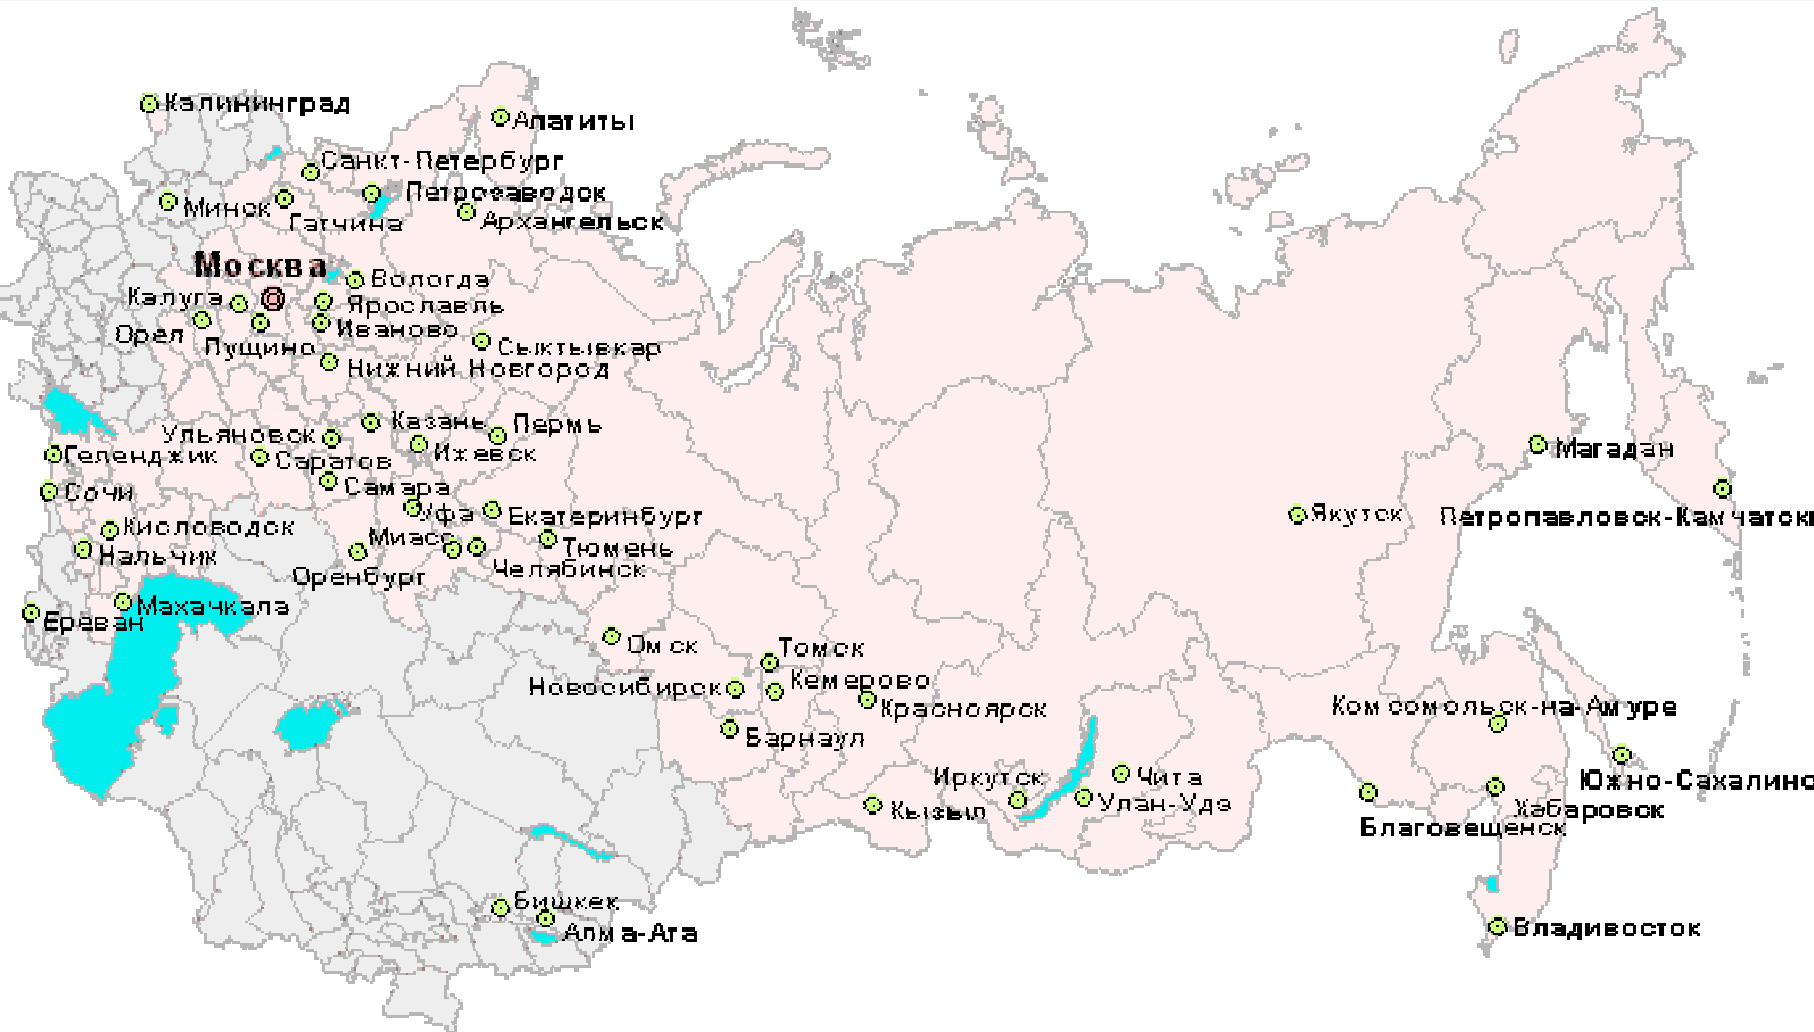 Калининград
Апатиты
Санкт-Петербург
Петрозаводск
Минск
Гатчина
Архангельск
Москва
Вологда
Калуга
Ярославль
Орел
Иваново
Пущино
Сыктывкар
Нижний Новгород
Казань
Пермь
Ульяновск
Ижевск
Геленджик
Саратов
Магадан
Самара
Сочи
Уфа
Екатеринбург
Якутск
Петропавловск-Камчатски
Кисловодск
Миасс
Тюмень
Нальчик
Челябинск
Оренбург
Махачкала
Ереван
Омск
Томск
Новосибирск
Кемерово
Красноярск
Комсомольск-на-Амуре
Барнаул
Иркутск
Чита
Южно-Сахалино
Улан-Удэ
Кызыл
Хабаровск
Благовещенск
Бишкек
Алма-Ата
Владивосток